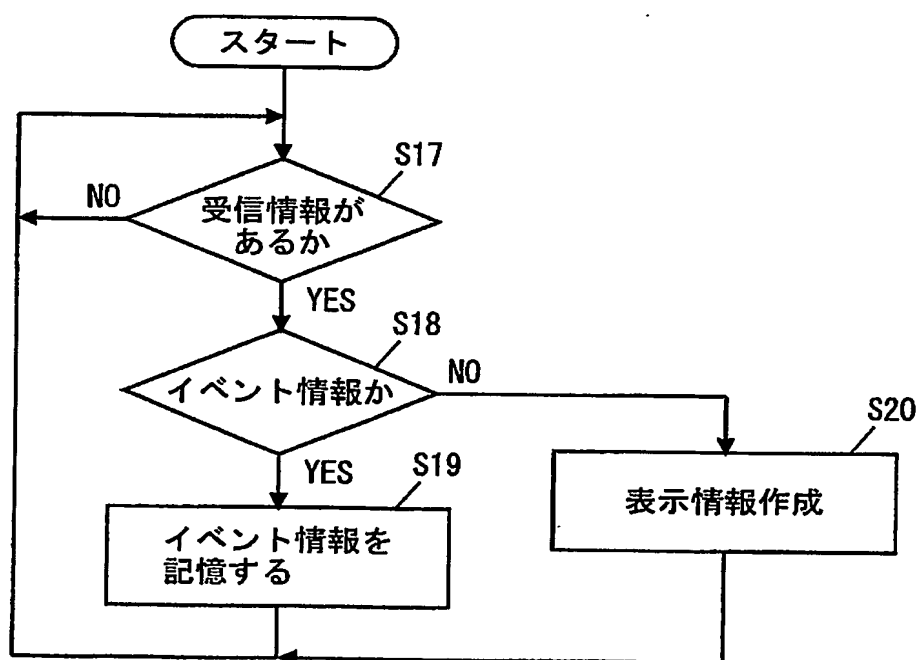 スタート
S17
NO
受信情報が
あるか
YES
S18
イベント情報か
NO
S20
YES
S19
表示情報作成
イベント情報を
記憶する